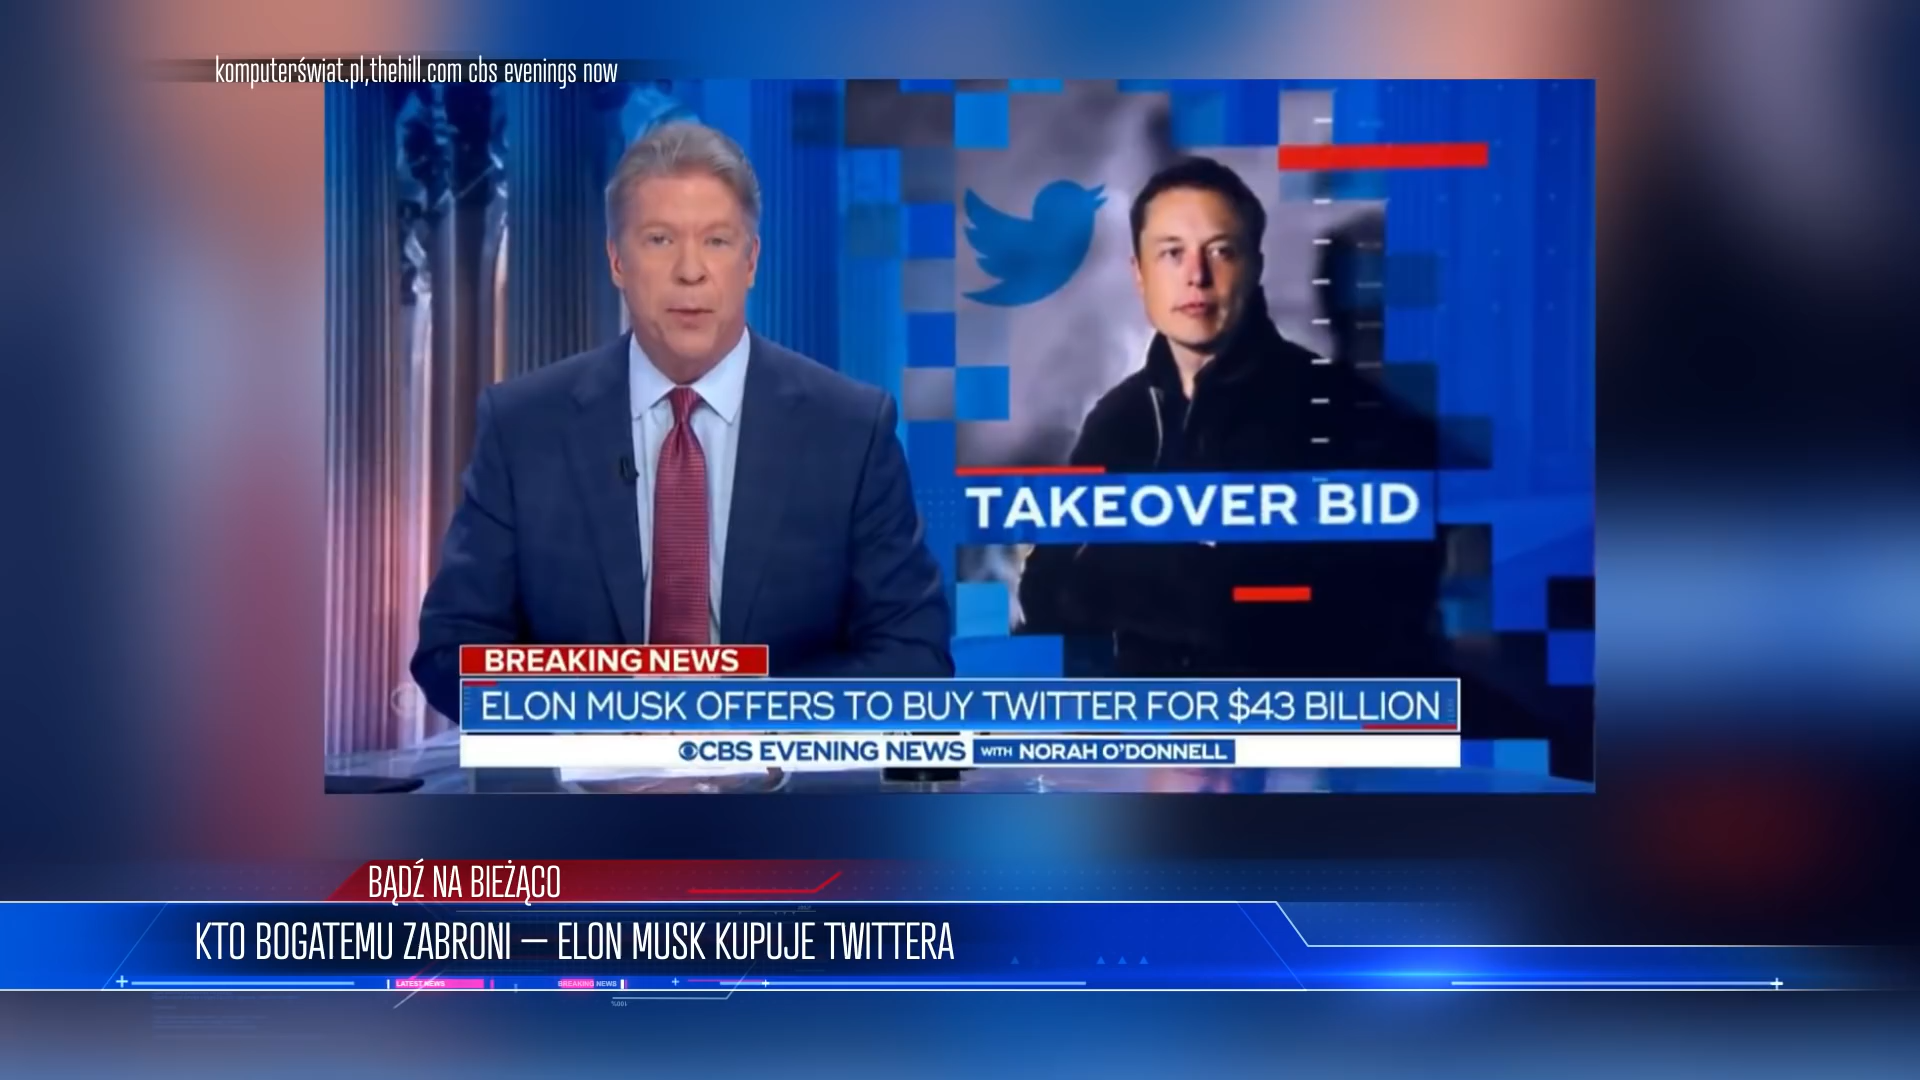 komputerświat.pl,thehill.com cbs evenings now
TAKEOVER BID
BREAKING NEWS
ELON MUSK OFFERS TO BUY TWITTER FOR $43 BILLION
CBS EVENING NEWS WITH NORAH O'DONNELL
BĄDŹ NA BIEŻĄCO
KTO BOGATEMU ZABRONI – ELON MUSK KUPUJE TWITTERA
LATEST NEWS
BREAKING NEWS